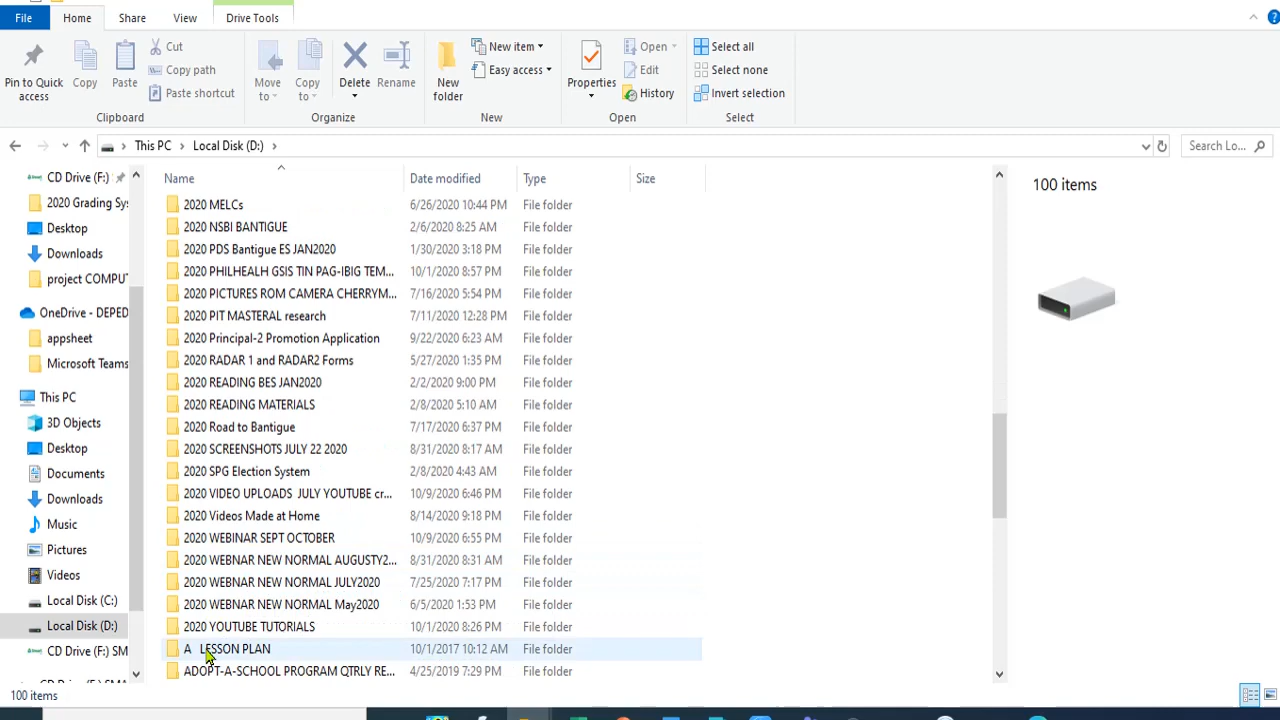 File Home Share View Drive Tools
Pin to Quick access
Copy
Paste
Cut
Copy path
Paste shortcut
Clipboard
Move to
Copy to
Delete
Rename
Organize
New folder
New item
Easy access
New
Properties
Open
Edit
History
Open
Select all
Select none
Invert selection
Select
This PC > Local Disk (D:) >
Search Lo...
CD Drive (F:)
2020 Grading Sy
Desktop
Downloads
project COMPU
OneDrive - DEPED
appsheet
Microsoft Teams
This PC
3D Objects
Desktop
Documents
Downloads
Music
Pictures
Videos
Local Disk (C:)
Local Disk (D:)
CD Drive (F:) SM
Name Date modified Type Size
2020 MELCs 6/26/2020 10:44 PM File folder
2020 NSBI BANTIGUE 2/6/2020 8:25 AM File folder
2020 PDS Bantigue ES JAN2020 1/30/2020 3:18 PM File folder
2020 PHILHEALH GSIS TIN PAG-IBIG TEM... 10/1/2020 8:57 PM File folder
2020 PICTURES ROM CAMERA CHERRYM... 7/16/2020 5:54 PM File folder
2020 PIT MASTERAL research 7/11/2020 12:28 PM File folder
2020 Principal-2 Promotion Application 9/22/2020 6:23 AM File folder
2020 RADAR 1 and RADAR2 Forms 5/27/2020 1:35 PM File folder
2020 READING BES JAN2020 2/2/2020 9:00 PM File folder
2020 READING MATERIALS 2/8/2020 5:10 AM File folder
2020 Road to Bantigue 7/17/2020 6:37 PM File folder
2020 SCREENSHOTS JULY 22 2020 8/31/2020 8:17 AM File folder
2020 SPG Election System 2/8/2020 4:43 AM File folder
2020 VIDEO UPLOADS JULY YOUTUBE cr... 10/9/2020 6:46 PM File folder
2020 Videos Made at Home 8/14/2020 9:18 PM File folder
2020 WEBINAR SEPT OCTOBER 10/9/2020 6:55 PM File folder
2020 WEBNAR NEW NORMAL AUGUSTY2... 8/31/2020 8:31 AM File folder
2020 WEBNAR NEW NORMAL JULY2020 7/25/2020 7:17 PM File folder
2020 WEBNAR NEW NORMAL May2020 6/5/2020 1:53 PM File folder
2020 YOUTUBE TUTORIALS 10/1/2020 8:26 PM File folder
A LESSON PLAN 10/1/2017 10:12 AM File folder
ADOPT-A-SCHOOL PROGRAM QTRLY RE... 4/25/2019 7:29 PM File folder
100 items
100 items